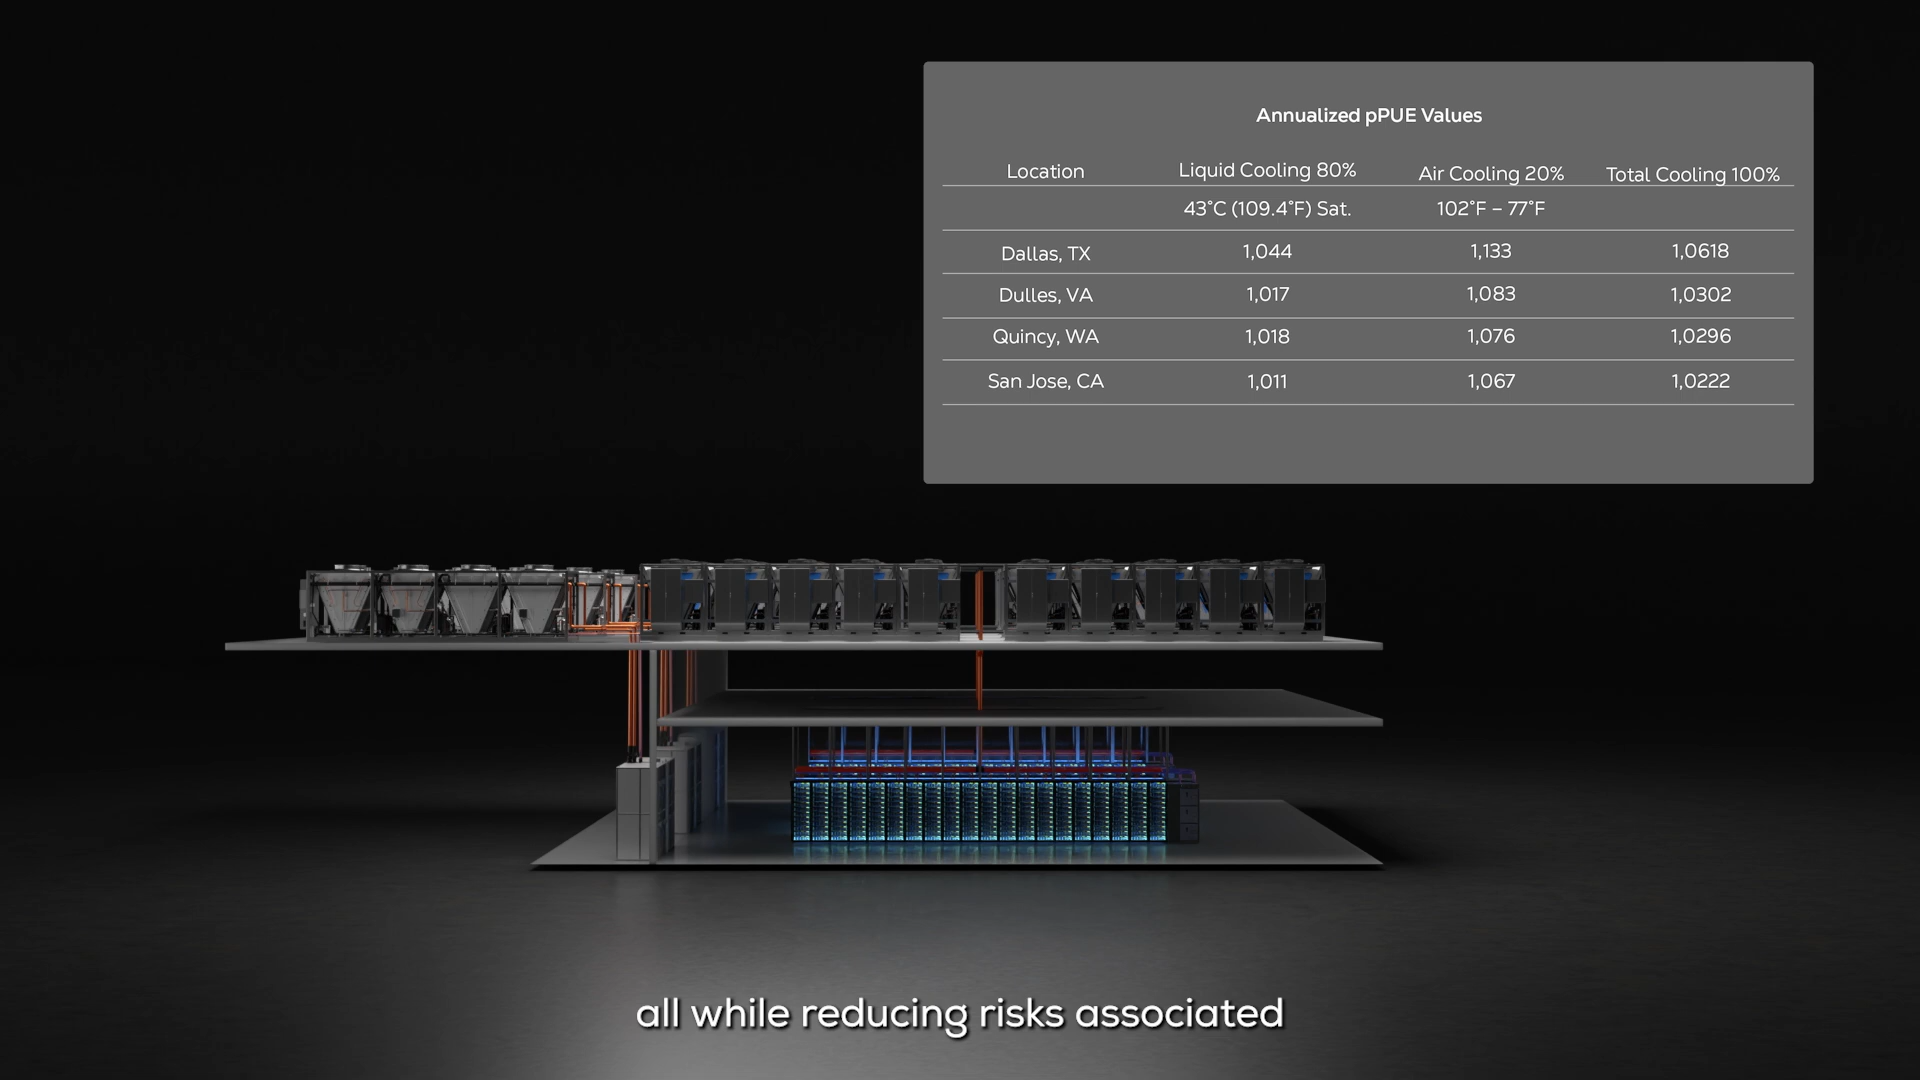 Annualized pPUE Values
Location Liquid Cooling 80% Air Cooling 20% Total Cooling 100%
43°C (109.4°F) Sat. 102°F – 77°F
Dallas, TX 1,044 1,133 1,0618
Dulles, VA 1,017 1,083 1,0302
Quincy, WA 1,018 1,076 1,0296
San Jose, CA 1,011 1,067 1,0222
all while reducing risks associated